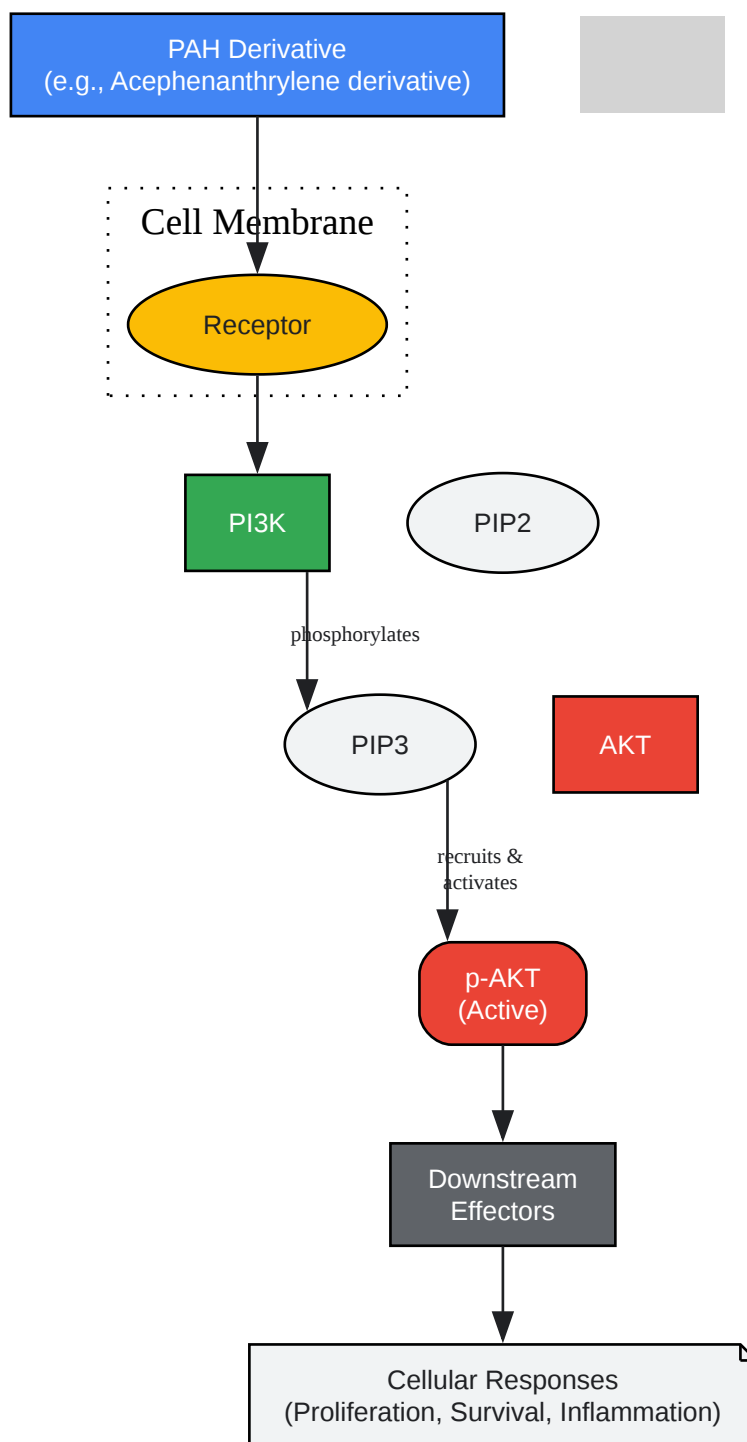 PAH Derivative
(e.g., Acephenanthrylene derivative)
Cell Membrane
Receptor
PI3K
PIP2
phosphorylates
PIP3
AKT
recruits &
activates
p-AKT
(Active)
Downstream
Effectors
Cellular Responses
(Proliferation, Survival, Inflammation)